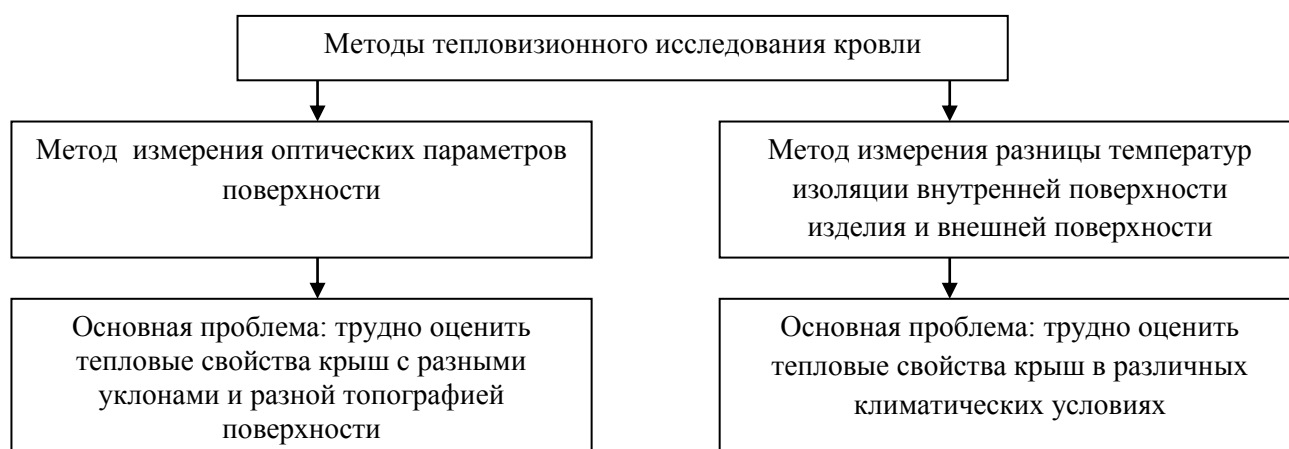 Методы тепловизионного исследования кровли
Метод измерения оптических параметров
поверхности
Метод измерения разницы температур
изоляции внутренней поверхности
изделия и внешней поверхности
Основная проблема: трудно оценить
тепловые свойства крыш с разными
уклонами и разной топографией
поверхности
Основная проблема: трудно оценить
тепловые свойства крыш в различных
климатических условиях